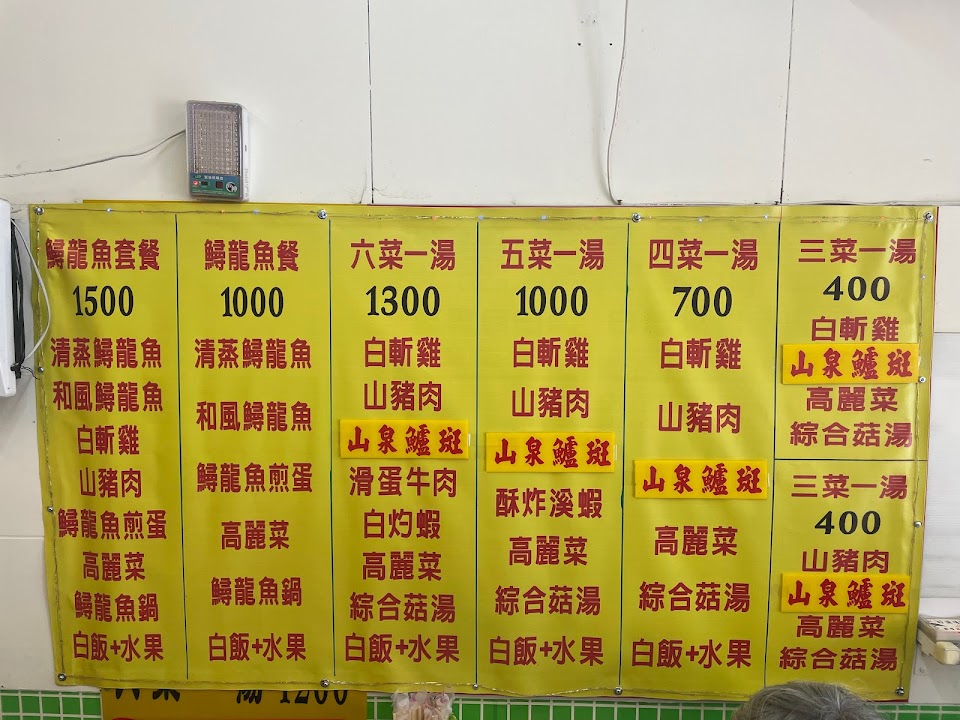 鱘龍魚套餐
1500
清蒸鱘龍魚
和風鱘龍魚
白斬雞
山豬肉
鱘龍魚煎蛋
高麗菜
鱘龍魚鍋
白飯+水果
鱘龍魚餐
1000
清蒸鱘龍魚
和風鱘龍魚
鱘龍魚煎蛋
高麗菜
鱘龍魚鍋
白飯+水果
六菜一湯
1300
白斬雞
山豬肉
山泉鱸斑
滑蛋牛肉
白灼蝦
高麗菜
綜合菇湯
白飯+水果
五菜一湯
1000
白斬雞
山豬肉
山泉鱸斑
酥炸溪蝦
高麗菜
綜合菇湯
白飯+水果
四菜一湯
700
白斬雞
山豬肉
山泉鱸斑
高麗菜
綜合菇湯
白飯+水果
三菜一湯
400
白斬雞
山泉鱸斑
高麗菜
綜合菇湯
三菜一湯
400
山豬肉
山泉鱸斑
高麗菜
綜合菇湯
湯 1200